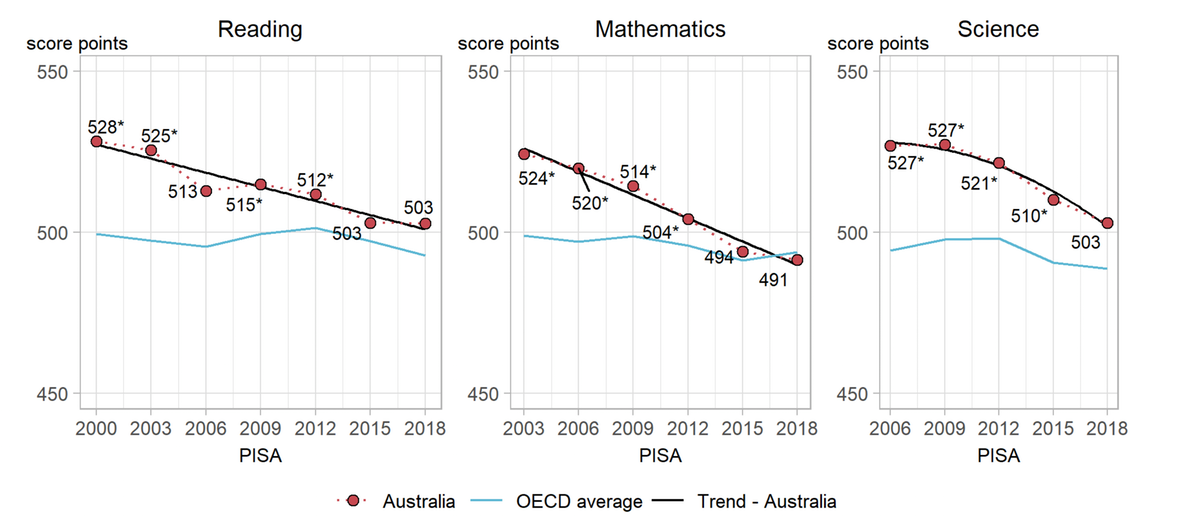 Reading
score points
550
500
450
528*
525*
513
515*
512*
503
503
2000 2003 2006 2009 2012 2015 2018
PISA
Mathematics
score points
550
500
450
524*
520*
514*
504*
494
491
2003 2006 2009 2012 2015 2018
PISA
Science
score points
550
500
450
527*
527*
521*
510*
503
2006 2009 2012 2015 2018
PISA
Australia OECD average Trend - Australia